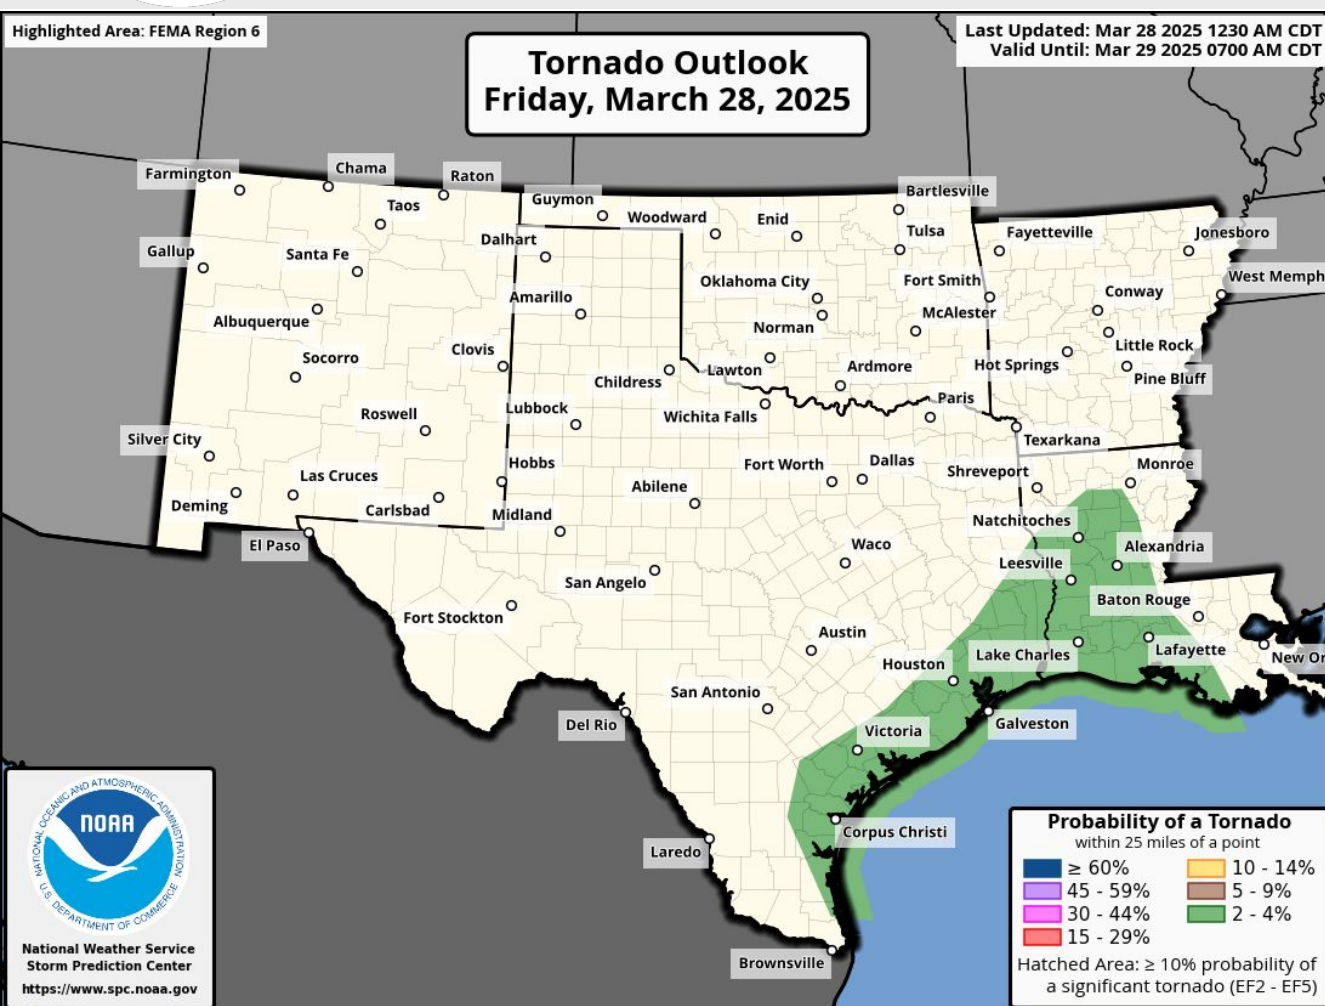 Highlighted Area: FEMA Region 6
Last Updated: Mar 28 2025 1230 AM CDT
Valid Until: Mar 29 2025 0700 AM CDT
Tornado Outlook
Friday, March 28, 2025
Farmington
Chama
Raton
Taos
Guymon
Woodward
Enid
Bartlesville
Tulsa
Fayetteville
Jonesboro
Gallup
Santa Fe
Dalhart
Oklahoma City
Fort Smith
West Memph
Amarillo
Conway
Albuquerque
Norman
McAlester
Little Rock
Socorro
Clovis
Childress
Lawton
Ardmore
Hot Springs
Pine Bluff
Roswell
Lubbock
Wichita Falls
Paris
Silver City
Texarkana
Las Cruces
Hobbs
Fort Worth
Dallas
Shreveport
Monroe
Deming
Carlsbad
Midland
Abilene
Natchitoches
El Paso
Waco
Alexandria
San Angelo
Leesville
Fort Stockton
Baton Rouge
Austin
Houston
Lake Charles
Lafayette
New Or
San Antonio
Del Rio
Victoria
Galveston
Laredo
Corpus Christi
Brownsville
NATIONAL OCEANIC AND ATMOSPHERIC ADMINISTRATION
NOAA
U.S. DEPARTMENT OF COMMERCE
National Weather Service
Storm Prediction Center
https://www.spc.noaa.gov
Probability of a Tornado
within 25 miles of a point
≥ 60%
45 - 59%
30 - 44%
15 - 29%
10 - 14%
5 - 9%
2 - 4%
Hatched Area: ≥ 10% probability of
a significant tornado (EF2 - EF5)